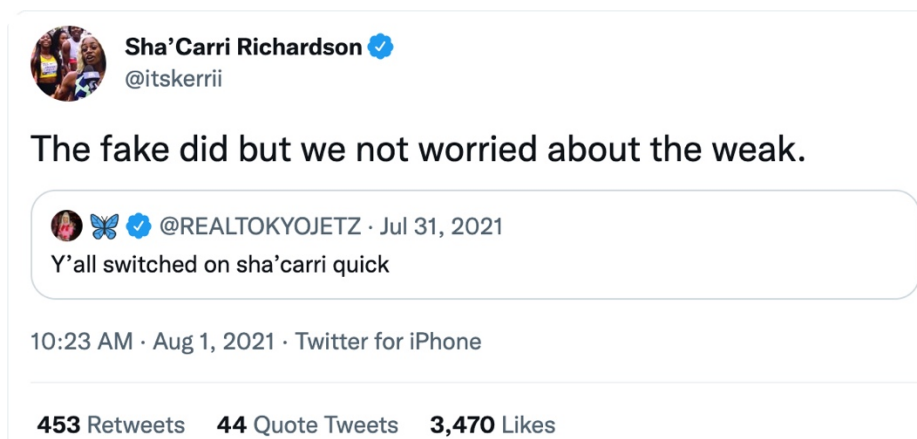 Sha’Carri Richardson
@itskerrii
The fake did but we not worried about the weak.
@REALTOKYOJETZ · Jul 31, 2021
Y’all switched on sha’carri quick
10:23 AM · Aug 1, 2021 · Twitter for iPhone
453 Retweets 44 Quote Tweets 3,470 Likes